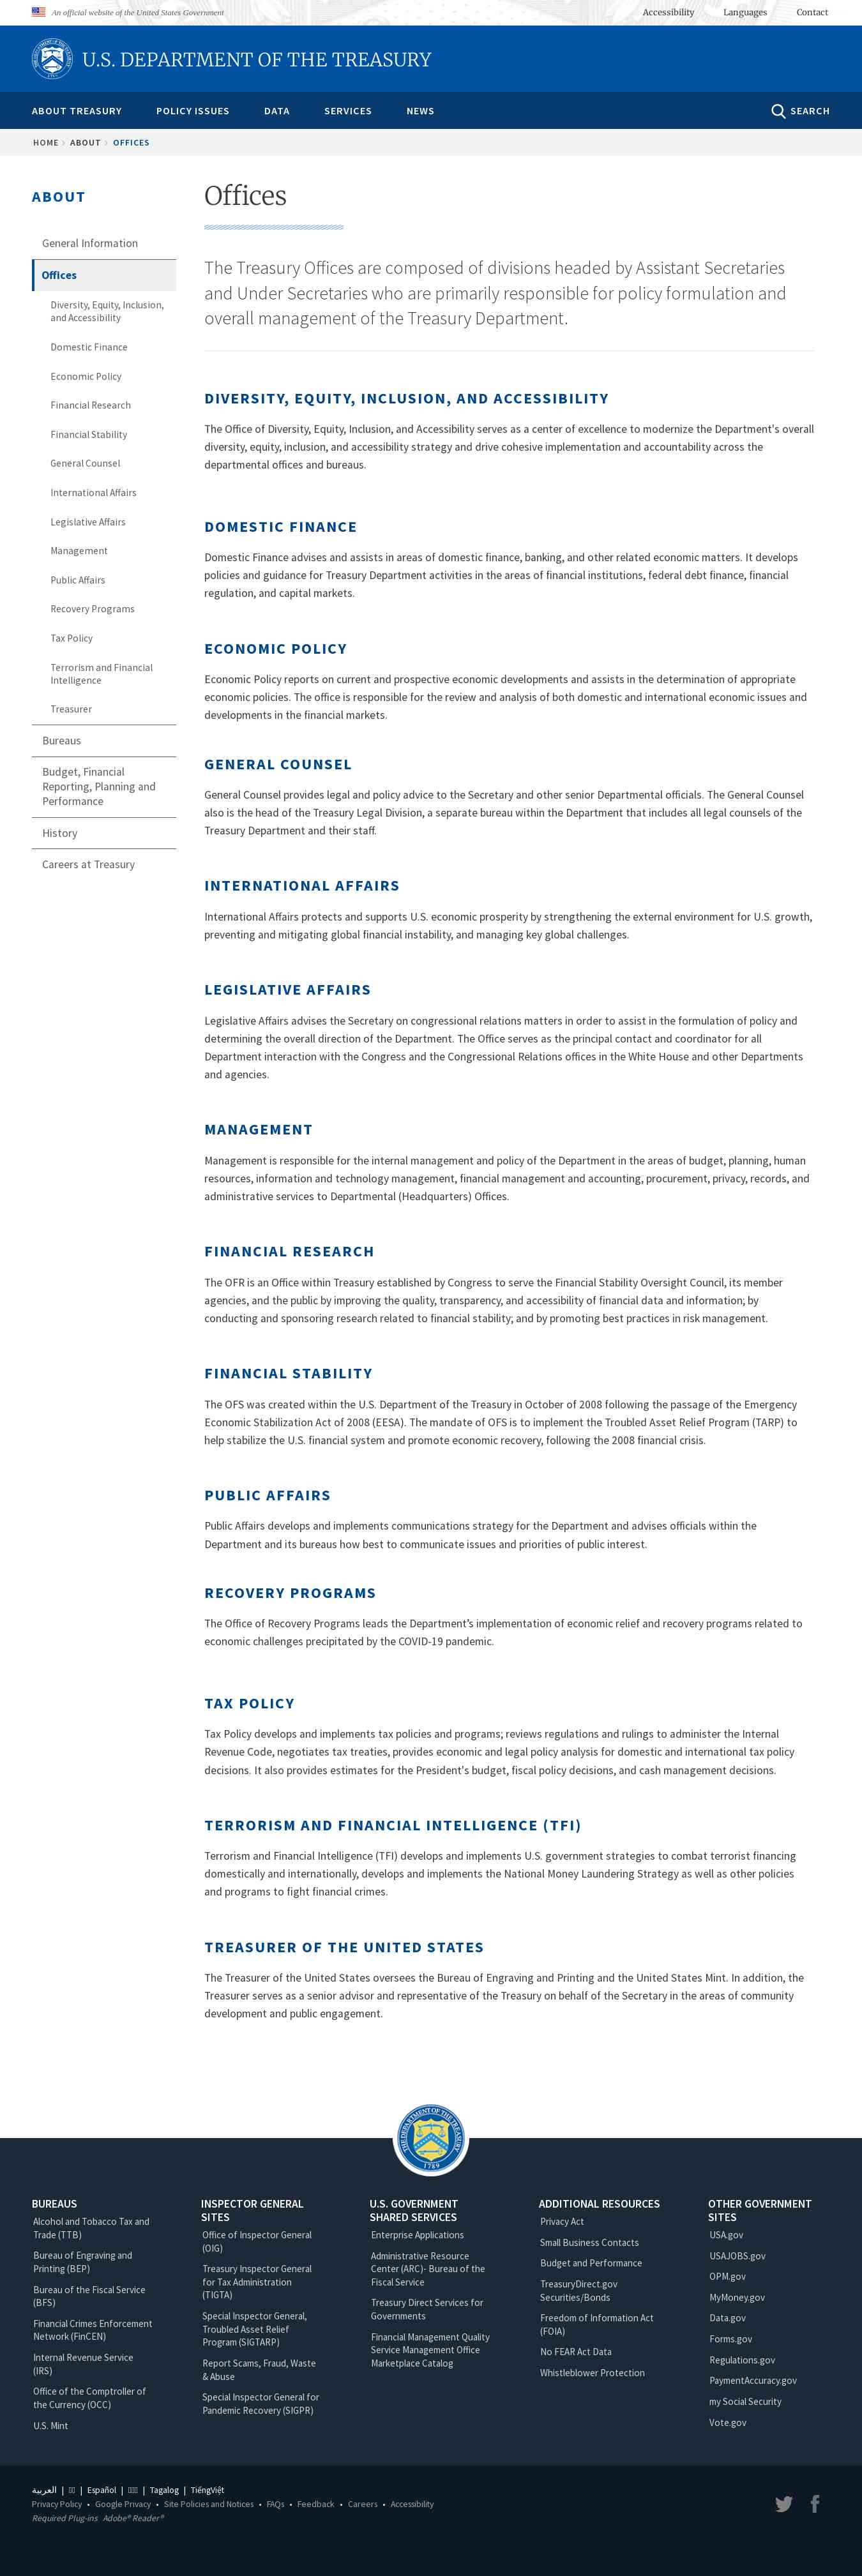 An official website of the United States Government
Accessibility
Languages
Contact
U.S. DEPARTMENT OF THE TREASURY
ABOUT TREASURY
POLICY ISSUES
DATA
SERVICES
NEWS
SEARCH
HOME
ABOUT
OFFICES
ABOUT
General Information
Offices
Diversity, Equity, Inclusion,
and Accessibility
Domestic Finance
Economic Policy
Financial Research
Financial Stability
General Counsel
International Affairs
Legislative Affairs
Management
Public Affairs
Recovery Programs
Tax Policy
Terrorism and Financial
Intelligence
Treasurer
Bureaus
Budget, Financial
Reporting, Planning and
Performance
History
Careers at Treasury
Offices
The Treasury Offices are composed of divisions headed by Assistant Secretaries
and Under Secretaries who are primarily responsible for policy formulation and
overall management of the Treasury Department.
DIVERSITY, EQUITY, INCLUSION, AND ACCESSIBILITY
The Office of Diversity, Equity, Inclusion, and Accessibility serves as a center of excellence to modernize the Department's overall
diversity, equity, inclusion, and accessibility strategy and drive cohesive implementation and accountability across the
departmental offices and bureaus.
DOMESTIC FINANCE
Domestic Finance advises and assists in areas of domestic finance, banking, and other related economic matters. It develops
policies and guidance for Treasury Department activities in the areas of financial institutions, federal debt finance, financial
regulation, and capital markets.
ECONOMIC POLICY
Economic Policy reports on current and prospective economic developments and assists in the determination of appropriate
economic policies. The office is responsible for the review and analysis of both domestic and international economic issues and
developments in the financial markets.
GENERAL COUNSEL
General Counsel provides legal and policy advice to the Secretary and other senior Departmental officials. The General Counsel
also is the head of the Treasury Legal Division, a separate bureau within the Department that includes all legal counsels of the
Treasury Department and their staff.
INTERNATIONAL AFFAIRS
International Affairs protects and supports U.S. economic prosperity by strengthening the external environment for U.S. growth,
preventing and mitigating global financial instability, and managing key global challenges.
LEGISLATIVE AFFAIRS
Legislative Affairs advises the Secretary on congressional relations matters in order to assist in the formulation of policy and
determining the overall direction of the Department. The Office serves as the principal contact and coordinator for all
Department interaction with the Congress and the Congressional Relations offices in the White House and other Departments
and agencies.
MANAGEMENT
Management is responsible for the internal management and policy of the Department in the areas of budget, planning, human
resources, information and technology management, financial management and accounting, procurement, privacy, records, and
administrative services to Departmental (Headquarters) Offices.
FINANCIAL RESEARCH
The OFR is an Office within Treasury established by Congress to serve the Financial Stability Oversight Council, its member
agencies, and the public by improving the quality, transparency, and accessibility of financial data and information; by
conducting and sponsoring research related to financial stability; and by promoting best practices in risk management.
FINANCIAL STABILITY
The OFS was created within the U.S. Department of the Treasury in October of 2008 following the passage of the Emergency
Economic Stabilization Act of 2008 (EESA). The mandate of OFS is to implement the Troubled Asset Relief Program (TARP) to
help stabilize the U.S. financial system and promote economic recovery, following the 2008 financial crisis.
PUBLIC AFFAIRS
Public Affairs develops and implements communications strategy for the Department and advises officials within the
Department and its bureaus how best to communicate issues and priorities of public interest.
RECOVERY PROGRAMS
The Office of Recovery Programs leads the Department’s implementation of economic relief and recovery programs related to
economic challenges precipitated by the COVID-19 pandemic.
TAX POLICY
Tax Policy develops and implements tax policies and programs; reviews regulations and rulings to administer the Internal
Revenue Code, negotiates tax treaties, provides economic and legal policy analysis for domestic and international tax policy
decisions. It also provides estimates for the President's budget, fiscal policy decisions, and cash management decisions.
TERRORISM AND FINANCIAL INTELLIGENCE (TFI)
Terrorism and Financial Intelligence (TFI) develops and implements U.S. government strategies to combat terrorist financing
domestically and internationally, develops and implements the National Money Laundering Strategy as well as other policies
and programs to fight financial crimes.
TREASURER OF THE UNITED STATES
The Treasurer of the United States oversees the Bureau of Engraving and Printing and the United States Mint. In addition, the
Treasurer serves as a senior advisor and representative of the Treasury on behalf of the Secretary in the areas of community
development and public engagement.
THE DEPARTMENT OF THE TREASURY
1789
BUREAUS
Alcohol and Tobacco Tax and
Trade (TTB)
Bureau of Engraving and
Printing (BEP)
Bureau of the Fiscal Service
(BFS)
Financial Crimes Enforcement
Network (FinCEN)
Internal Revenue Service
(IRS)
Office of the Comptroller of
the Currency (OCC)
U.S. Mint
INSPECTOR GENERAL
SITES
Office of Inspector General
(OIG)
Treasury Inspector General
for Tax Administration
(TIGTA)
Special Inspector General,
Troubled Asset Relief
Program (SIGTARP)
Report Scams, Fraud, Waste
& Abuse
Special Inspector General for
Pandemic Recovery (SIGPR)
U.S. GOVERNMENT
SHARED SERVICES
Enterprise Applications
Administrative Resource
Center (ARC)- Bureau of the
Fiscal Service
Treasury Direct Services for
Governments
Financial Management Quality
Service Management Office
Marketplace Catalog
ADDITIONAL RESOURCES
Privacy Act
Small Business Contacts
Budget and Performance
TreasuryDirect.gov
Securities/Bonds
Freedom of Information Act
(FOIA)
No FEAR Act Data
Whistleblower Protection
OTHER GOVERNMENT
SITES
USA.gov
USAJOBS.gov
OPM.gov
MyMoney.gov
Data.gov
Forms.gov
Regulations.gov
PaymentAccuracy.gov
my Social Security
Vote.gov
العربية | | Español | | Tagalog | TiếngViệt
Privacy Policy • Google Privacy • Site Policies and Notices • FAQs • Feedback • Careers • Accessibility
Required Plug-ins Adobe® Reader®